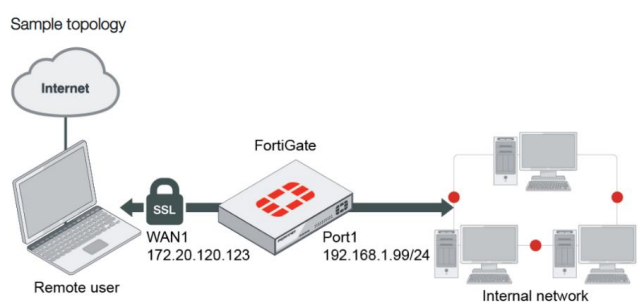 Sample topology
Internet
FortiGate
SSL
WAN1
172.20.120.123
Port1
192.168.1.99/24
Remote user
Internal network